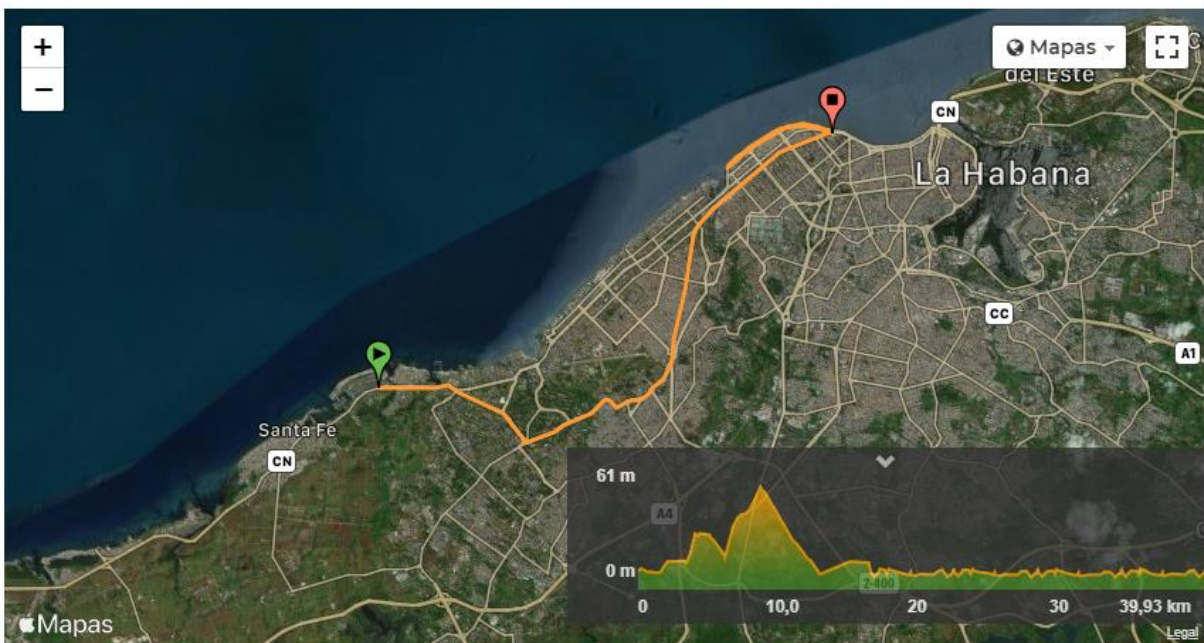 +
−
Mapas
del Este
CN
La Habana
CC
A1
Santa Fe
CN
61 m
A4
0 m
2-400
0
10,0
20
30
39,93 km
Mapas
Legal